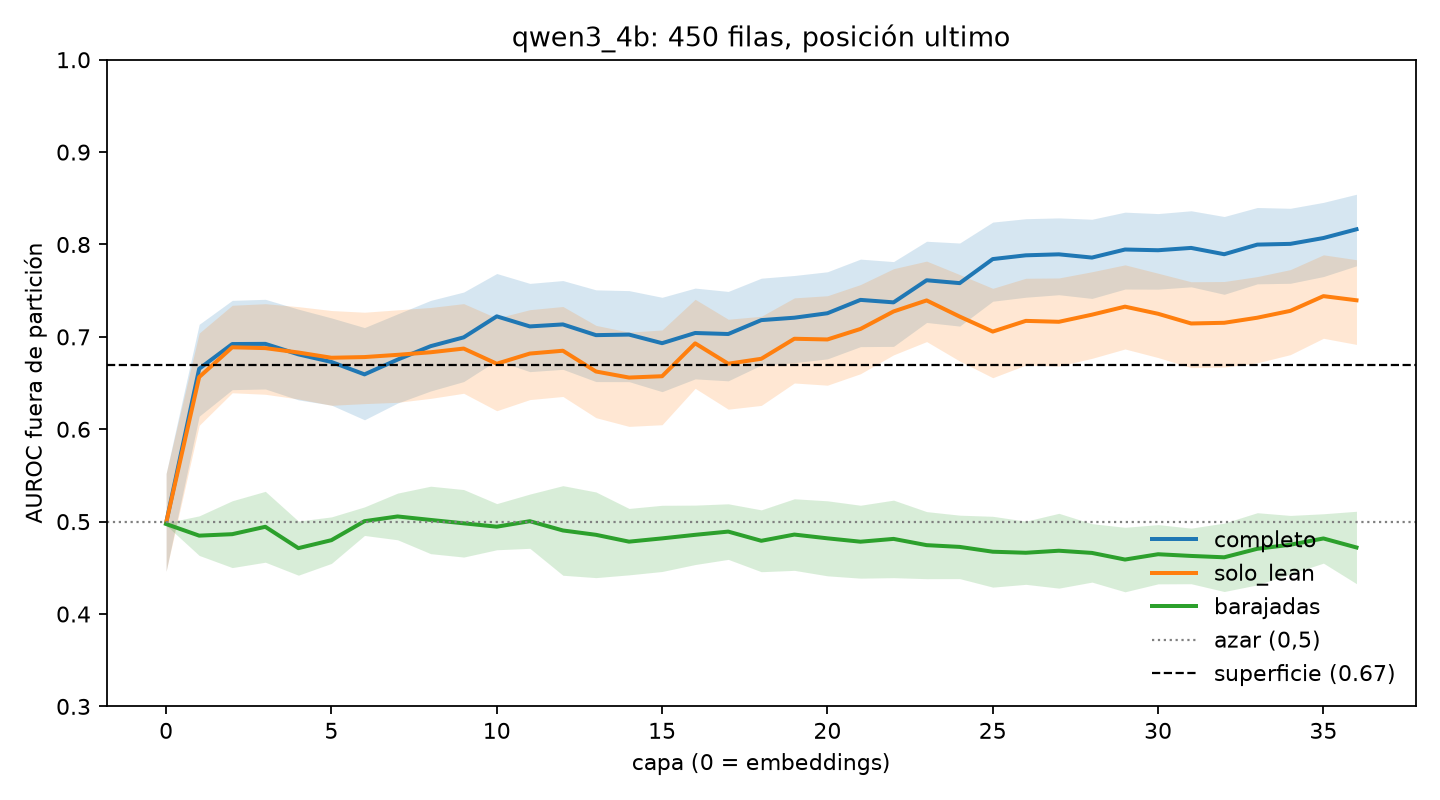 qwen3_4b: 450 filas, posición ultimo
AUROC fuera de partición
1.0
0.9
0.8
0.7
0.6
0.5
0.4
0.3
completo
solo_lean
barajadas
azar (0,5)
superficie (0.67)
0 5 10 15 20 25 30 35
capa (0 = embeddings)